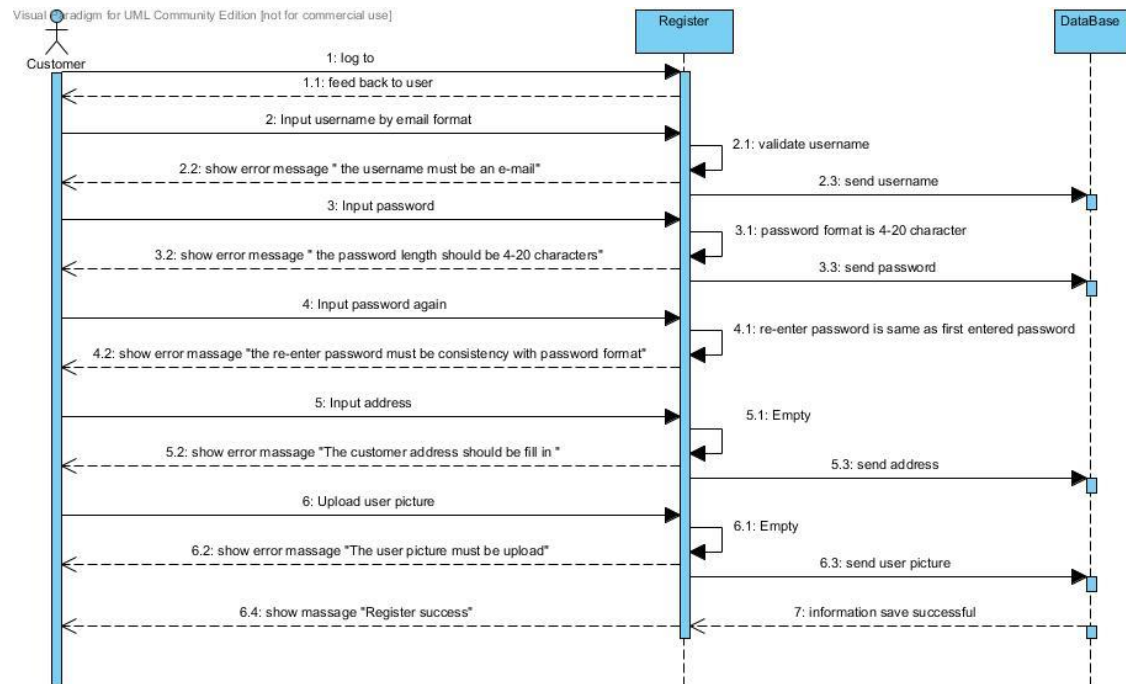 Visual Paradigm for UML Community Edition [not for commercial use]
Customer
Register
DataBase
1: log to
1.1: feed back to user
2: Input username by email format
2.1: validate username
2.2: show error message " the username must be an e-mail"
2.3: send username
3: Input password
3.1: password format is 4-20 character
3.2: show error message " the password length should be 4-20 characters"
3.3: send password
4: Input password again
4.1: re-enter password is same as first entered password
4.2: show error massage "the re-enter password must be consistency with password format"
5: Input address
5.1: Empty
5.2: show error massage "The customer address should be fill in "
5.3: send address
6: Upload user picture
6.1: Empty
6.2: show error massage "The user picture must be upload"
6.3: send user picture
6.4: show massage "Register success"
7: information save successful